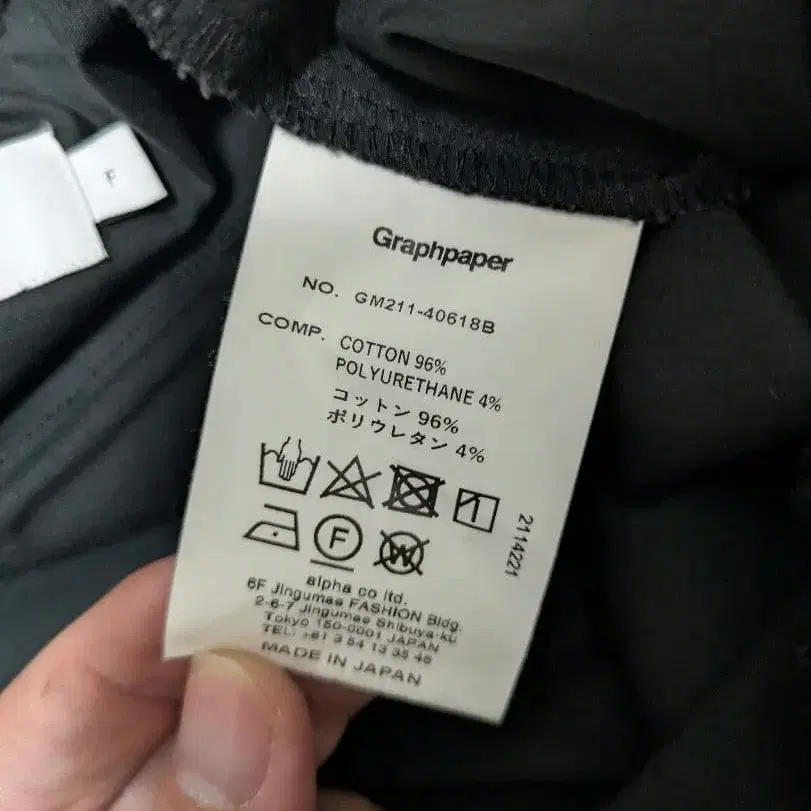 F
Graphpaper
NO. GM211-40618B
COMP. COTTON 96%
POLYURETHANE 4%
コットン 96%
ポリウレタン 4%
F
W
2114221
alpha co ltd.
6F Jingumae FASHION Bldg.
2-6-7 Jingumae Shibuya-ku
Tokyo 150-0001 JAPAN
TEL: +81 3 54 13 35 48
MADE IN JAPAN